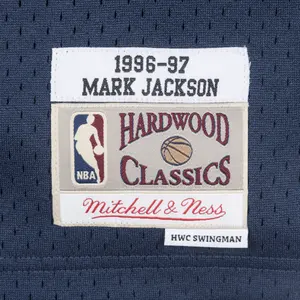 1996-97
MARK JACKSON
HARDWOOD
NBA
CLASSICS
Mitchell & Ness
HWC SWINGMAN